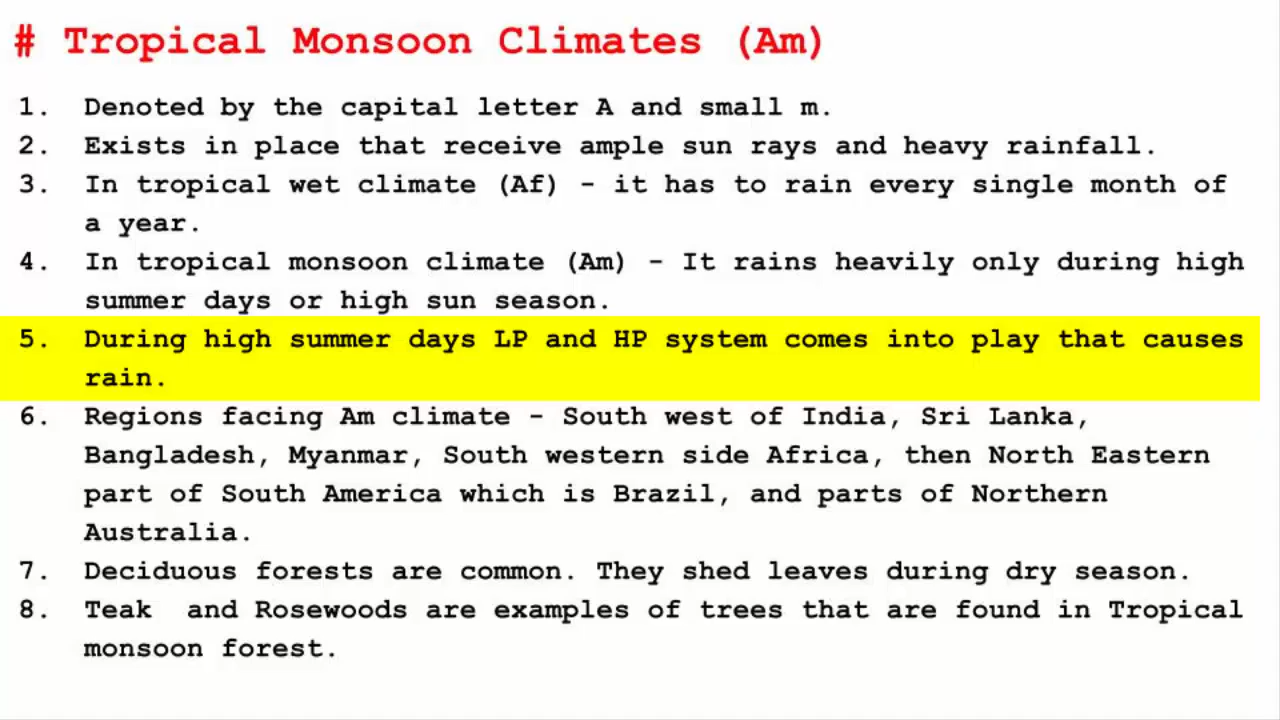 # Tropical Monsoon Climates (Am)
1. Denoted by the capital letter A and small m.
2. Exists in place that receive ample sun rays and heavy rainfall.
3. In tropical wet climate (Af) - it has to rain every single month of
a year.
4. In tropical monsoon climate (Am) - It rains heavily only during high
summer days or high sun season.
5. During high summer days LP and HP system comes into play that causes
rain.
6. Regions facing Am climate - South west of India, Sri Lanka,
Bangladesh, Myanmar, South western side Africa, then North Eastern
part of South America which is Brazil, and parts of Northern
Australia.
7. Deciduous forests are common. They shed leaves during dry season.
8. Teak  and Rosewoods are examples of trees that are found in Tropical
monsoon forest.